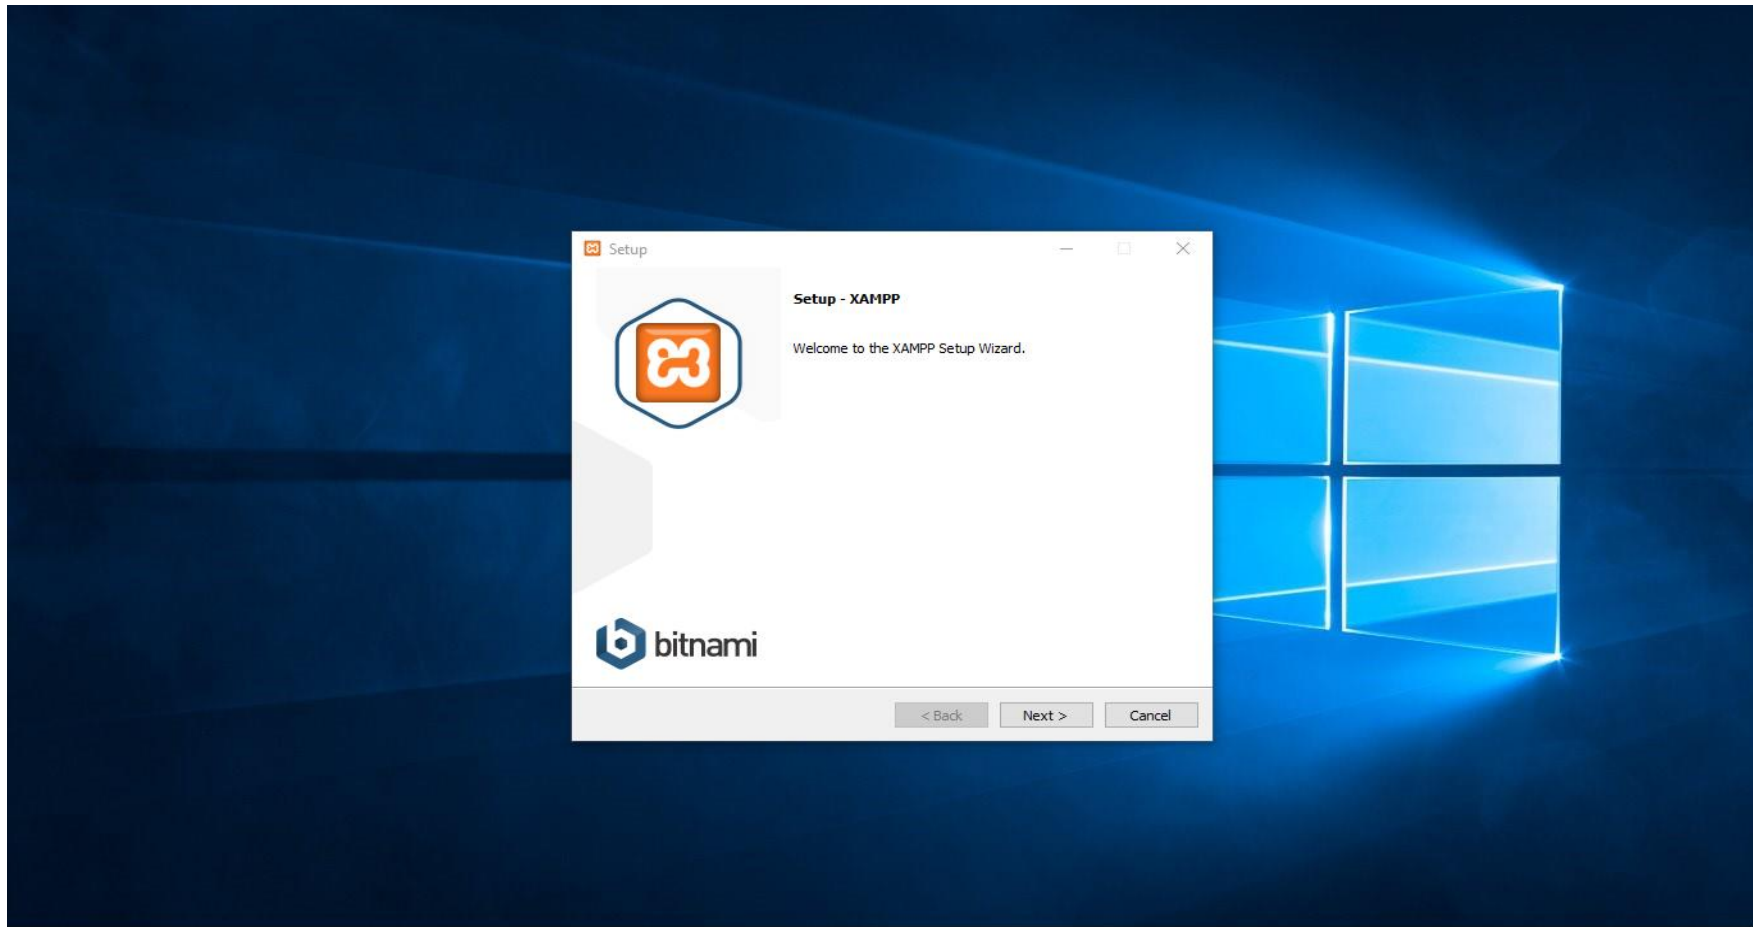 Setup
Setup - XAMPP
Welcome to the XAMPP Setup Wizard.
bitnami
< Back Next > Cancel